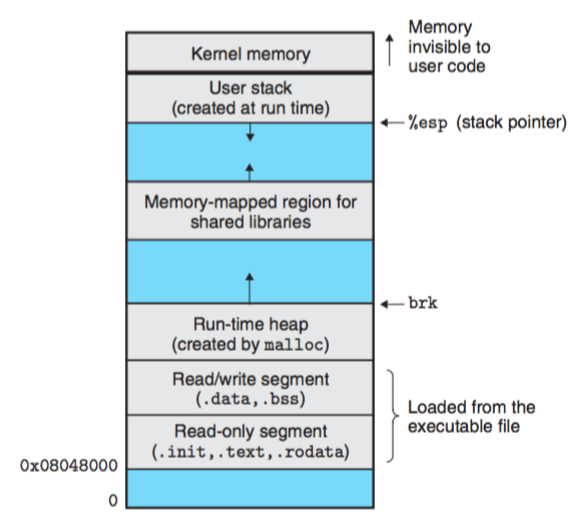 Kernel memory
Memory
invisible to
user code
User stack
(created at run time)
%esp (stack pointer)
Memory-mapped region for
shared libraries
brk
Run-time heap
(created by malloc)
Read/write segment
(.data,.bss)
Loaded from the
executable file
Read-only segment
(.init,.text,.rodata)
0x08048000
0